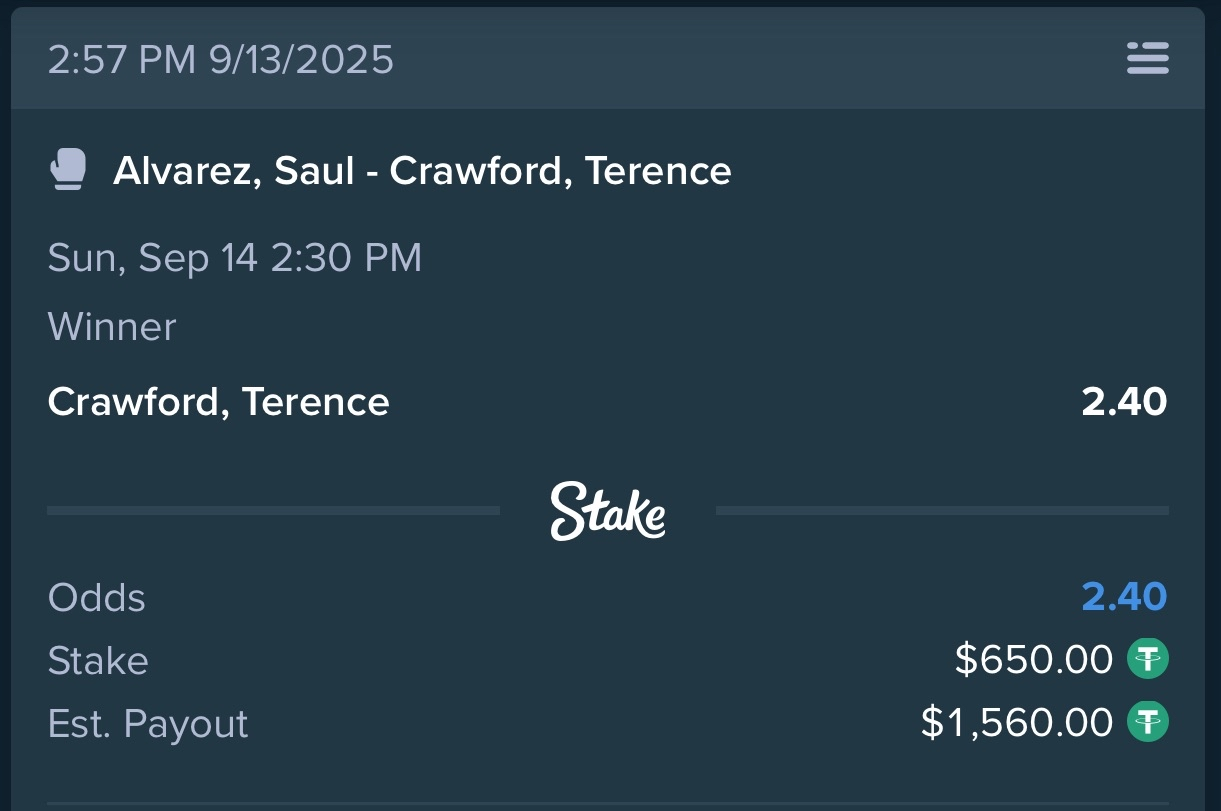 2:57 PM 9/13/2025
Alvarez, Saul - Crawford, Terence
Sun, Sep 14 2:30 PM
Winner
Crawford, Terence 2.40
Stake
Odds 2.40
Stake $650.00
Est. Payout $1,560.00